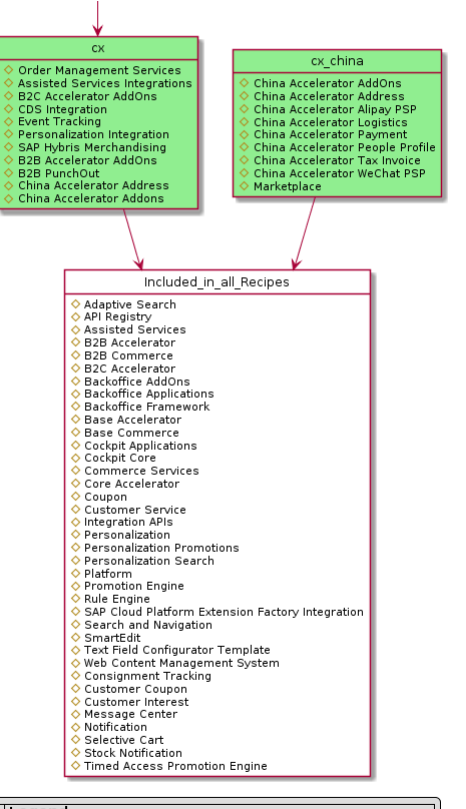 cx
Order Management Services
Assisted Services Integrations
B2C Accelerator AddOns
CDS Integration
Event Tracking
Personalization Integration
SAP Hybris Merchandising
B2B Accelerator AddOns
B2B PunchOut
China Accelerator Address
China Accelerator Addons
cx_china
China Accelerator AddOns
China Accelerator Address
China Accelerator Alipay PSP
China Accelerator Logistics
China Accelerator Payment
China Accelerator People Profile
China Accelerator Tax Invoice
China Accelerator WeChat PSP
Marketplace
Included_in_all_Recipes
Adaptive Search
API Registry
Assisted Services
B2B Accelerator
B2B Commerce
B2C Accelerator
Backoffice AddOns
Backoffice Applications
Backoffice Framework
Base Accelerator
Base Commerce
Cockpit Applications
Cockpit Core
Commerce Services
Core Accelerator
Coupon
Customer Service
Integration APIs
Personalization
Personalization Promotions
Personalization Search
Platform
Promotion Engine
Rule Engine
SAP Cloud Platform Extension Factory Integration
Search and Navigation
SmartEdit
Text Field Configurator Template
Web Content Management System
Consignment Tracking
Customer Coupon
Customer Interest
Message Center
Notification
Selective Cart
Stock Notification
Timed Access Promotion Engine